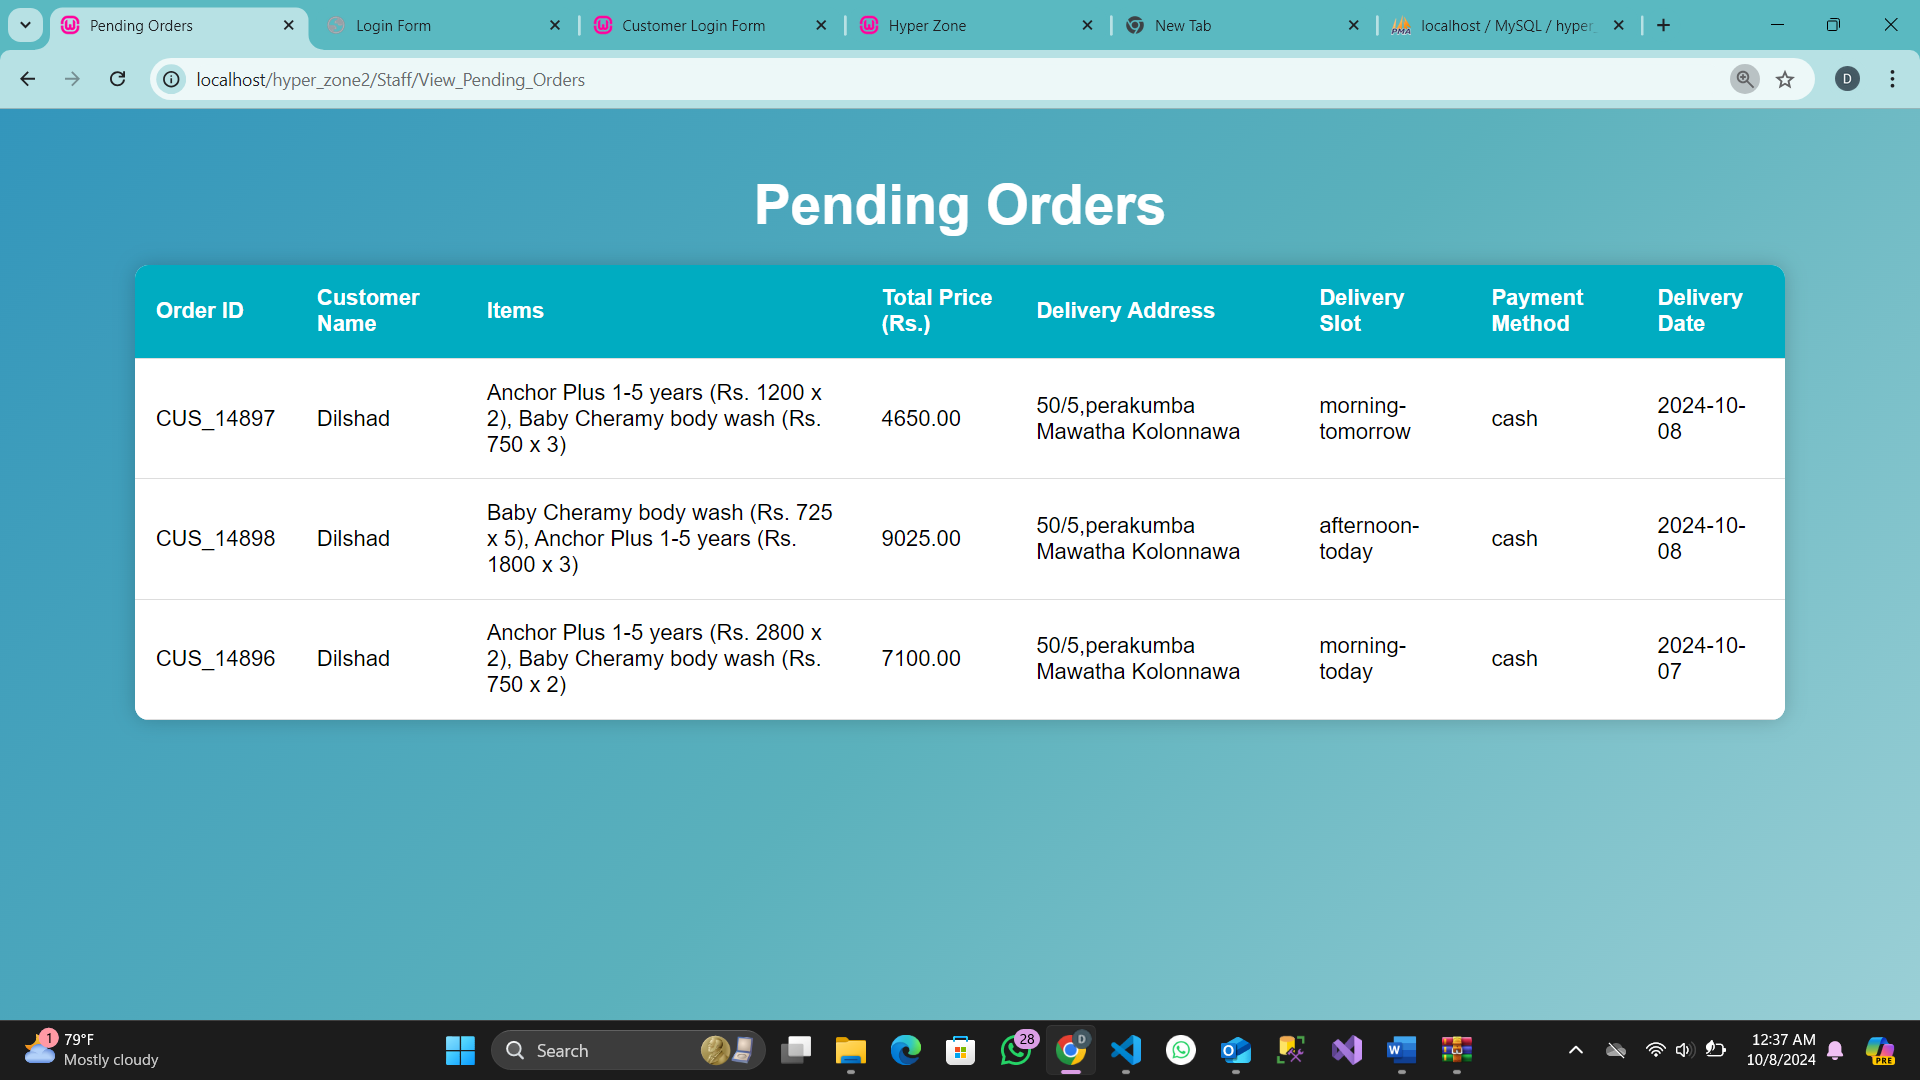 Pending Orders
Login Form
Customer Login Form
Hyper Zone
New Tab
localhost / MySQL / hyper_
localhost/hyper_zone2/Staff/View_Pending_Orders
D
Pending Orders
Order ID
Customer
Name
Items
Total Price
(Rs.)
Delivery Address
Delivery
Slot
Payment
Method
Delivery
Date
CUS_14897
Dilshad
Anchor Plus 1-5 years (Rs. 1200 x
2), Baby Cheramy body wash (Rs.
750 x 3)
4650.00
50/5,perakumba
Mawatha Kolonnawa
morning-
tomorrow
cash
2024-10-
08
CUS_14898
Dilshad
Baby Cheramy body wash (Rs. 725
x 5), Anchor Plus 1-5 years (Rs.
1800 x 3)
9025.00
50/5,perakumba
Mawatha Kolonnawa
afternoon-
today
cash
2024-10-
08
CUS_14896
Dilshad
Anchor Plus 1-5 years (Rs. 2800 x
2), Baby Cheramy body wash (Rs.
750 x 2)
7100.00
50/5,perakumba
Mawatha Kolonnawa
morning-
today
cash
2024-10-
07
1
79°F
Mostly cloudy
Search
28
D
PRE
12:37 AM
10/8/2024